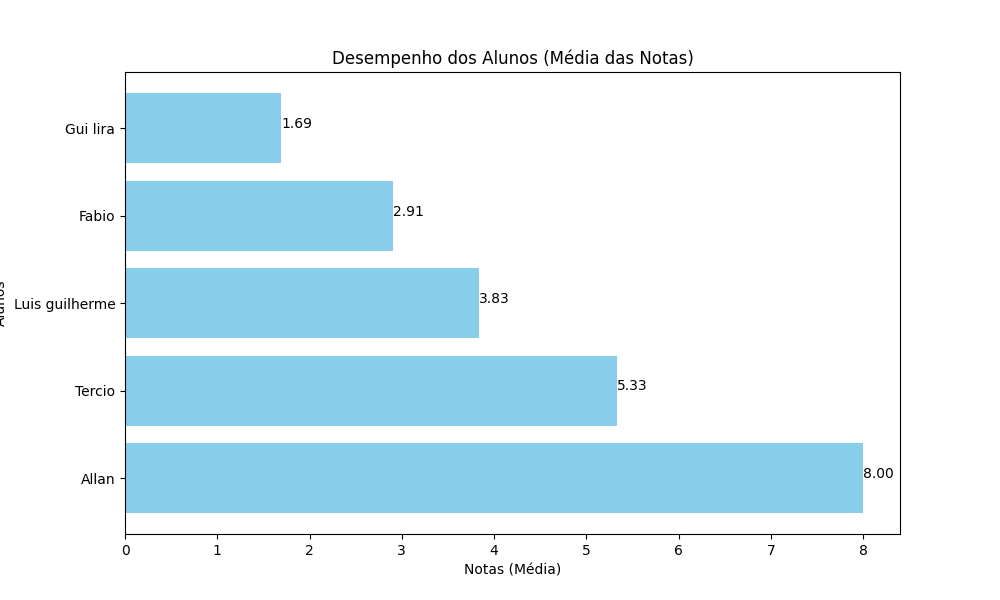 Desempenho dos Alunos (Média das Notas)
Gui lira
1.69
Fabio
2.91
Luis guilherme
3.83
Tercio
5.33
Allan
8.00
Alunos
0 1 2 3 4 5 6 7 8
Notas (Média)